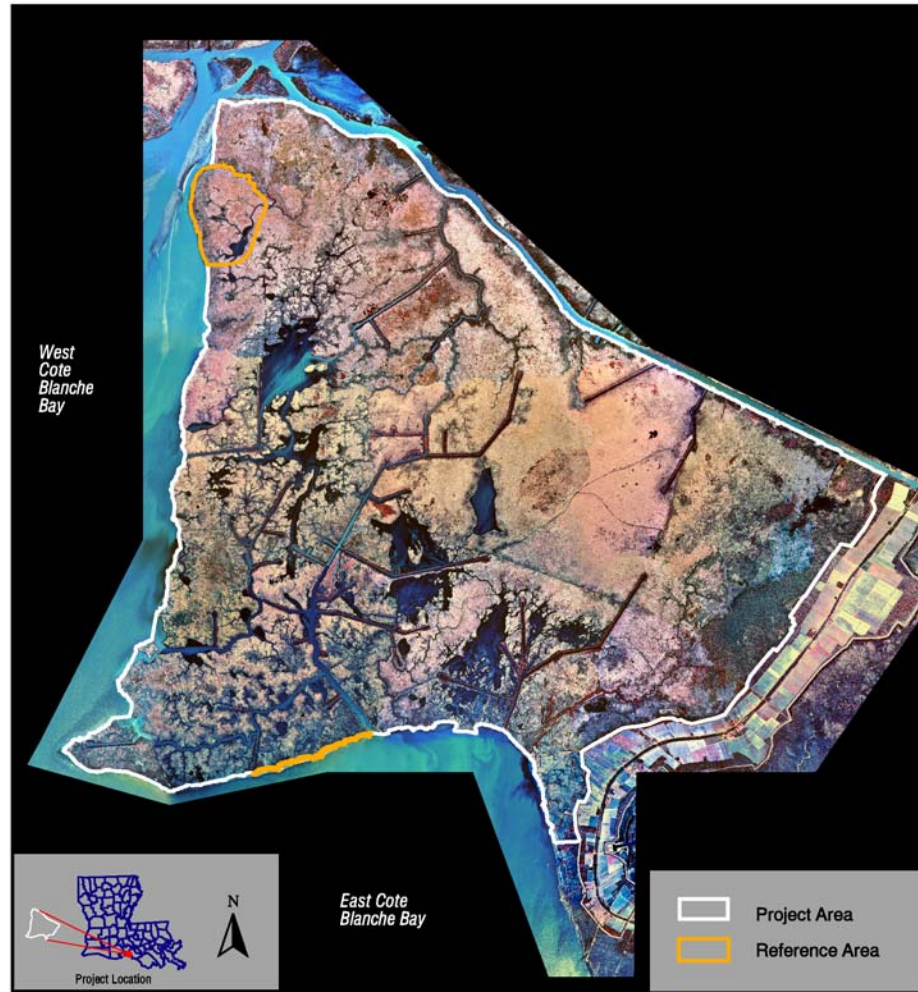 West
Cote
Blanche
Bay
East Cote
Blanche Bay
N
Project Location
Project Area
Reference Area